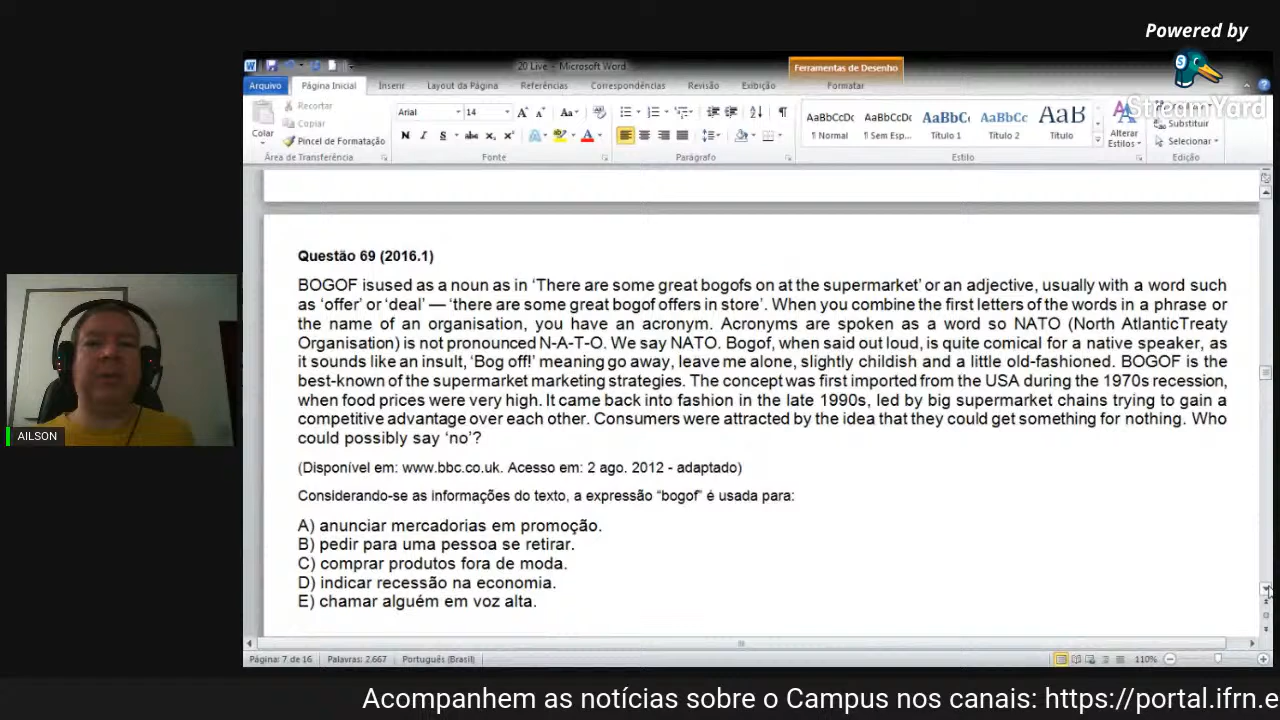 Powered by
StreamYard
20 Live - Microsoft Word
Ferramentas de Desenho
Arquivo Página Inicial Inserir Layout da Página Referências Correspondências Revisão Exibição Formatar
Colar
Recortar
Copiar
Pincel de Formatação
Arial 14
AaBbCcDc AaBbCcDc AaBbC AaBbCc AaB
¶ Normal ¶ Sem Esp... Título 1 Título 2 Título
Alterar
Estilos
Substituir
Selecionar
Área de Transferência Fonte Parágrafo Estilo Edição
Questão 69 (2016.1)
BOGOF isused as a noun as in ‘There are some great bogofs on at the supermarket’ or an adjective, usually with a word such
as ‘offer’ or ‘deal’ — ‘there are some great bogof offers in store’. When you combine the first letters of the words in a phrase or
the name of an organisation, you have an acronym. Acronyms are spoken as a word so NATO (North AtlanticTreaty
Organisation) is not pronounced N-A-T-O. We say NATO. Bogof, when said out loud, is quite comical for a native speaker, as
it sounds like an insult, ‘Bog off!’ meaning go away, leave me alone, slightly childish and a little old-fashioned. BOGOF is the
best-known of the supermarket marketing strategies. The concept was first imported from the USA during the 1970s recession,
when food prices were very high. It came back into fashion in the late 1990s, led by big supermarket chains trying to gain a
competitive advantage over each other. Consumers were attracted by the idea that they could get something for nothing. Who
could possibly say ‘no’?
(Disponível em: www.bbc.co.uk. Acesso em: 2 ago. 2012 - adaptado)
Considerando-se as informações do texto, a expressão “bogof” é usada para:
A) anunciar mercadorias em promoção.
B) pedir para uma pessoa se retirar.
C) comprar produtos fora de moda.
D) indicar recessão na economia.
E) chamar alguém em voz alta.
AILSON
Página: 7 de 16 Palavras: 2.667 Português (Brasil) 110%
Acompanhem as notícias sobre o Campus nos canais: https://portal.ifrn.e